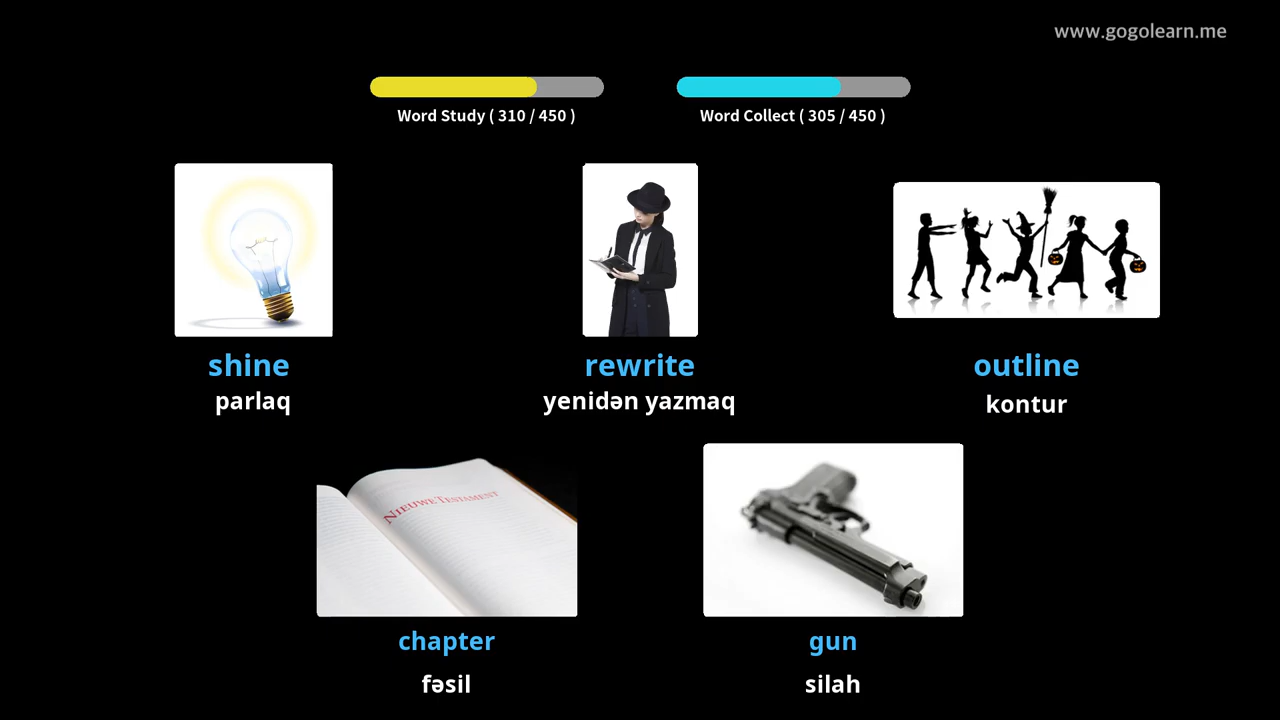 www.gogolearn.me
Word Study ( 310 / 450 )
Word Collect ( 305 / 450 )
shine
parlaq
rewrite
yenidən yazmaq
outline
kontur
NIEUWE TESTAMENT
chapter
fəsil
gun
silah